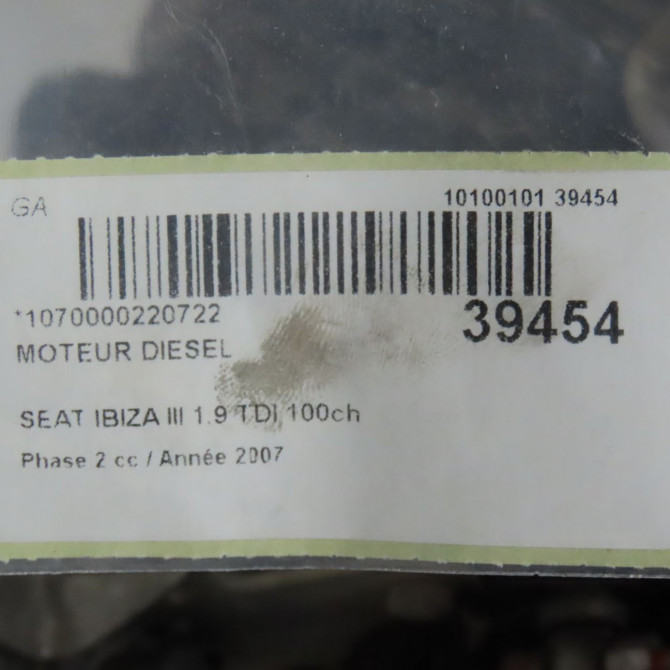 GA
10100101 39454
*1070000220722
39454
MOTEUR DIESEL
SEAT IBIZA III 1.9 TDI 100ch
Phase 2 cc / Année 2007